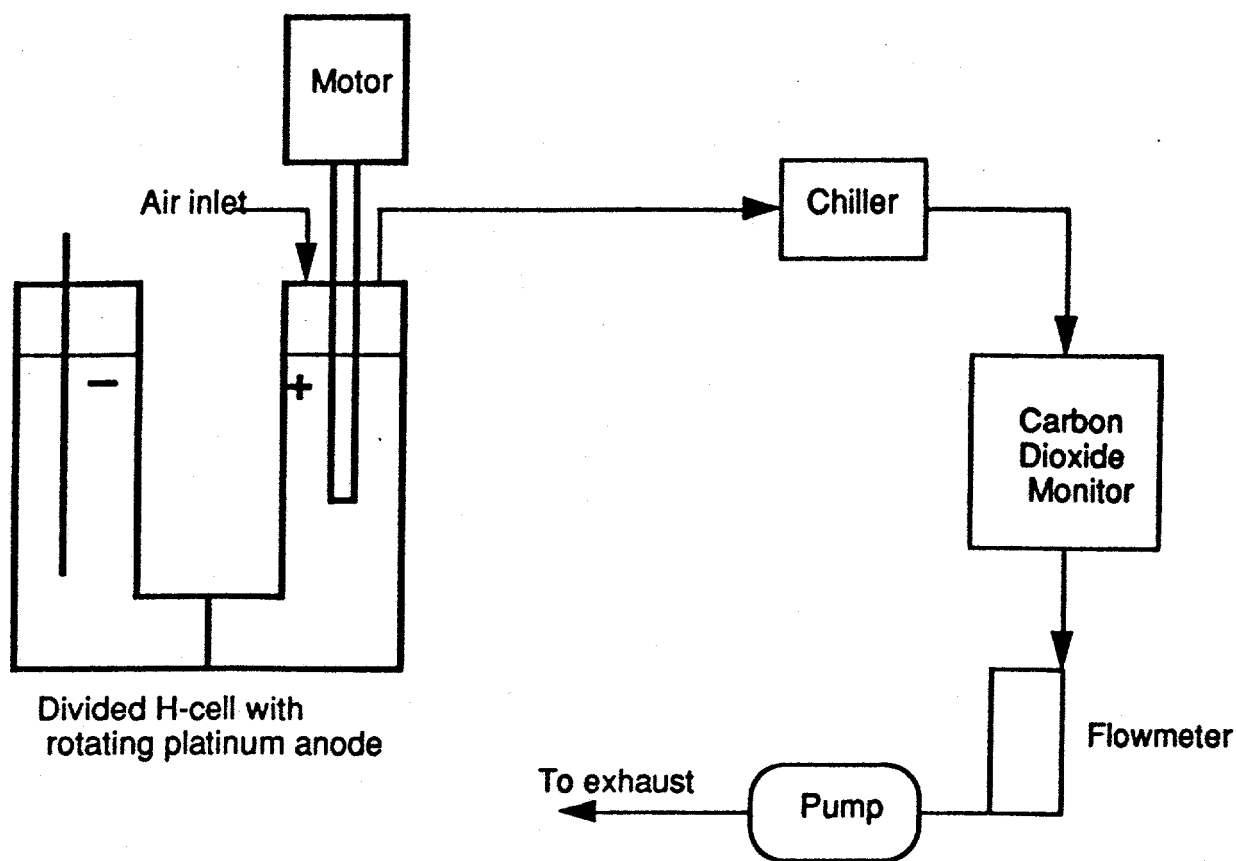 Motor
Air inlet
Chiller
−
+
Carbon
Dioxide
Monitor
Divided H-cell with
rotating platinum anode
Flowmeter
To exhaust
Pump